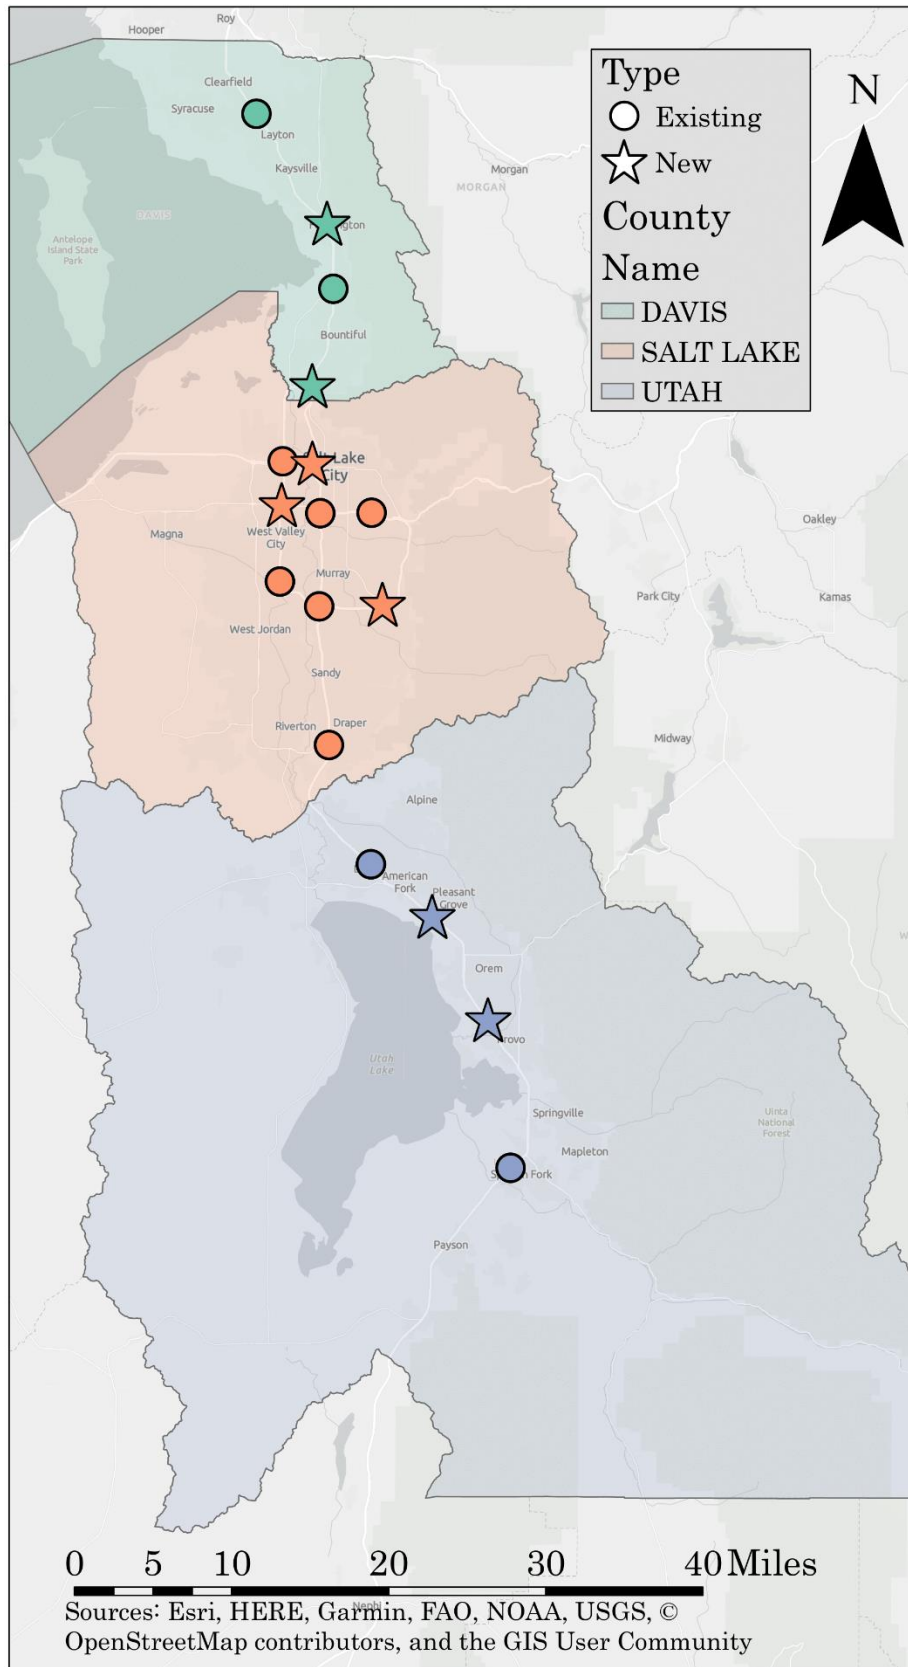 Roy
Hooper
Clearfield
Syracuse
Layton
Kaysville
Morgan
MORGAN
DAVIS
Antelope
Island State
Park
Bountiful
Type
Existing
New
County
Name
DAVIS
SALT LAKE
UTAH
N
Lake
City
Magna
West Valley
City
Murray
West Jordan
Sandy
Riverton
Draper
Oakley
Park City
Kamas
Midway
Alpine
American
Fork
Pleasant
Grove
Orem
Utah
Lake
Springville
Mapleton
Uinta
National
Forest
Fork
Payson
0 5 10 20 30 40 Miles
Nephi
Sources: Esri, HERE, Garmin, FAO, NOAA, USGS, ©
OpenStreetMap contributors, and the GIS User Community